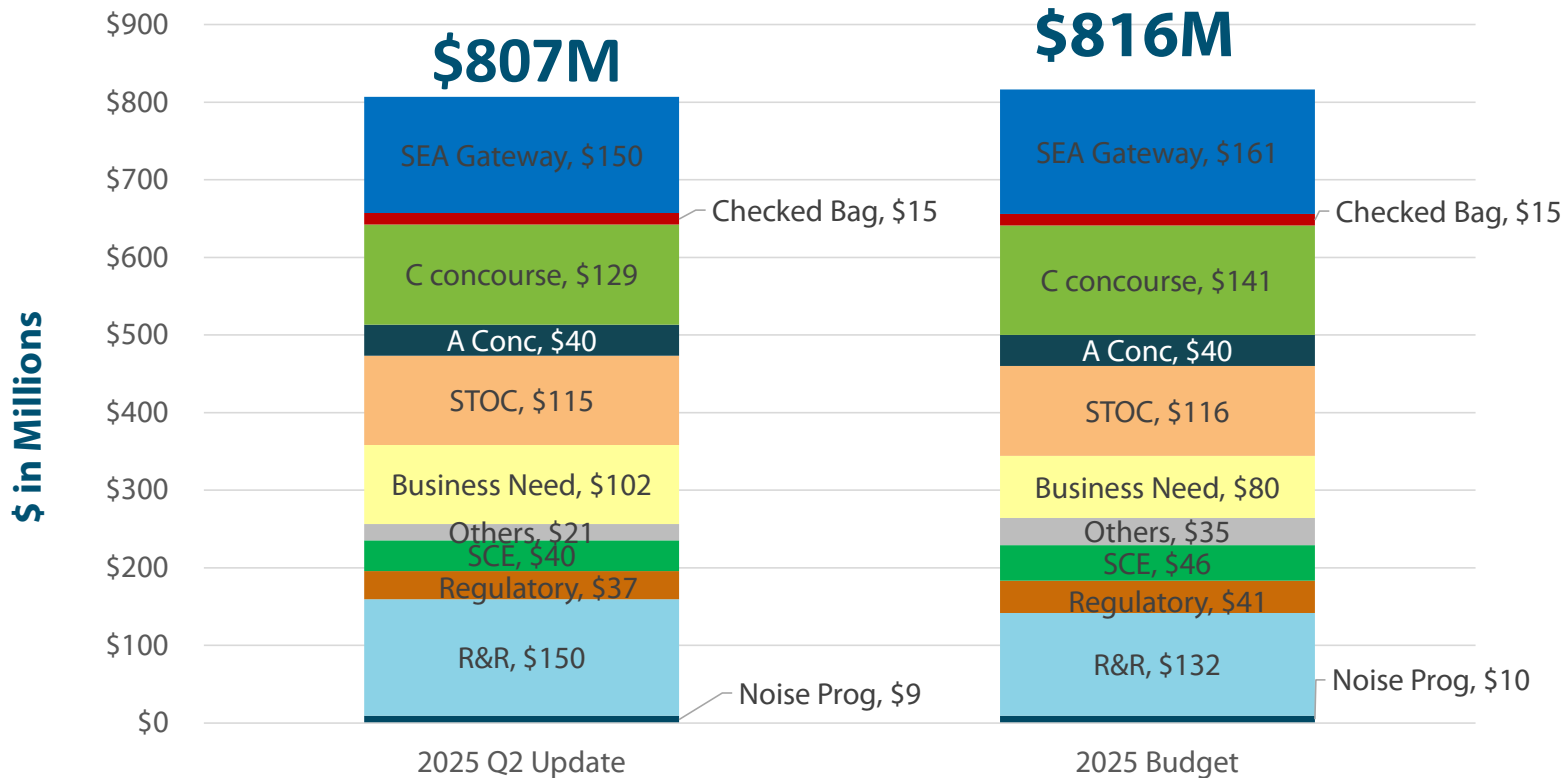 $807M
$816M
$ in Millions
$900
$800
$700
$600
$500
$400
$300
$200
$100
$0
SEA Gateway, $150
Checked Bag, $15
C concourse, $129
A Conc, $40
STOC, $115
Business Need, $102
Others, $21
SCE, $40
Regulatory, $37
R&R, $150
Noise Prog, $9
SEA Gateway, $161
Checked Bag, $15
C concourse, $141
A Conc, $40
STOC, $116
Business Need, $80
Others, $35
SCE, $46
Regulatory, $41
R&R, $132
Noise Prog, $10
2025 Q2 Update
2025 Budget